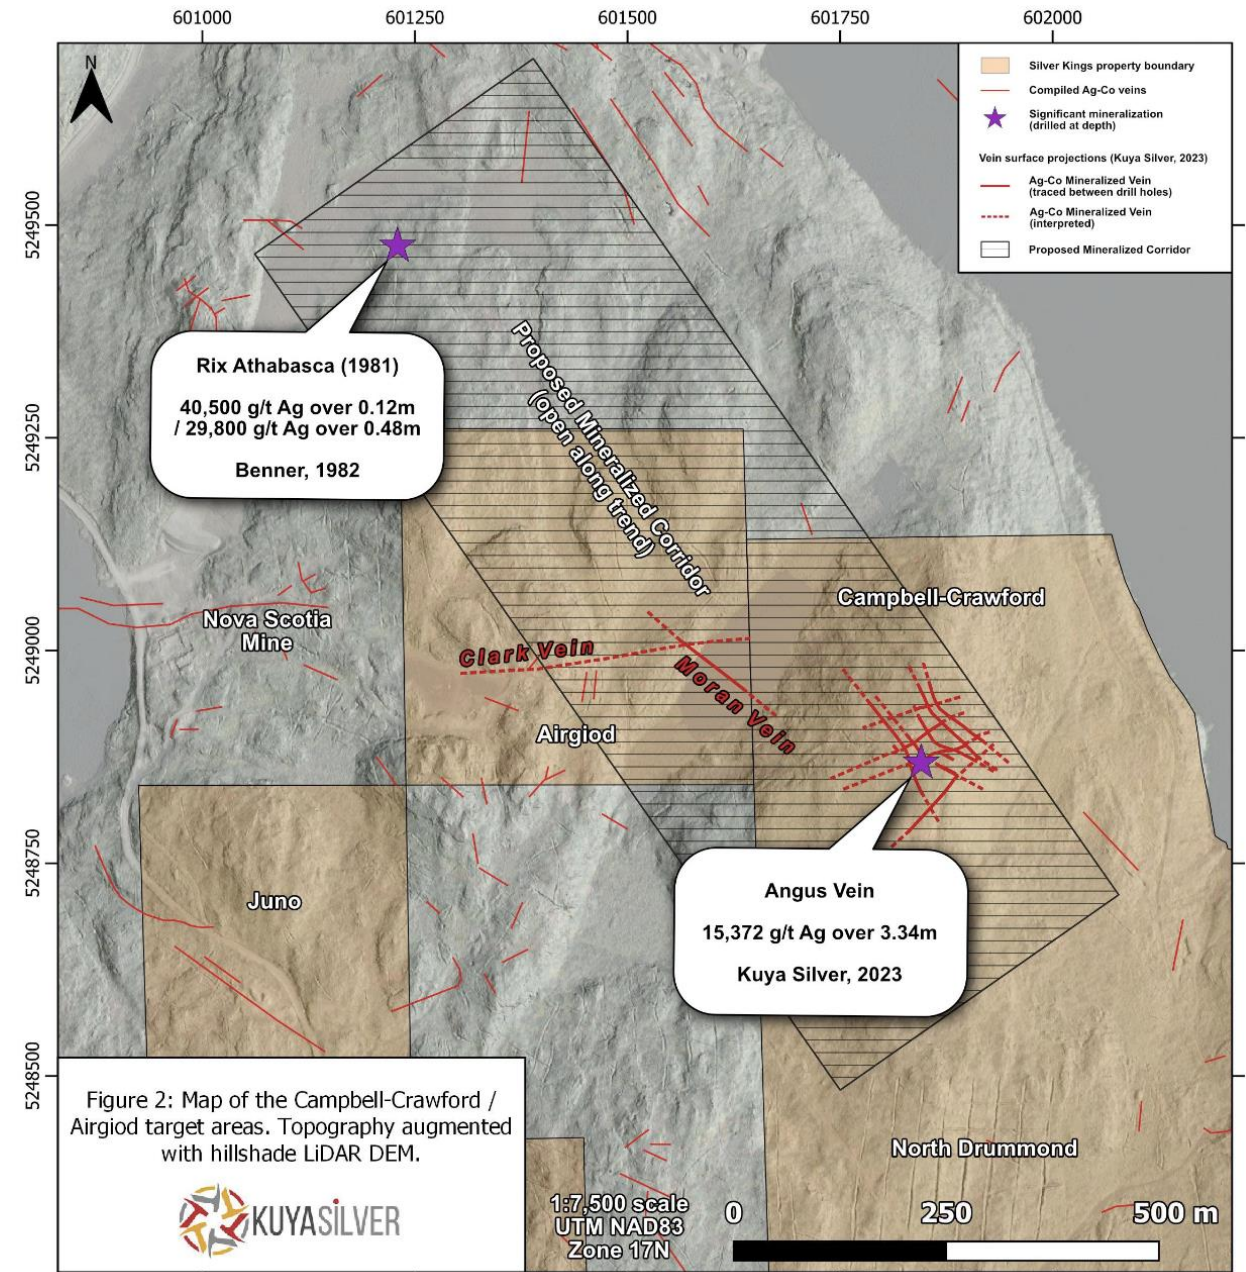 601000
601250
601500
601750
602000
N
Silver Kings property boundary
Compiled Ag-Co veins
Significant mineralization
(drilled at depth)
Vein surface projections (Kuya Silver, 2023)
Ag-Co Mineralized Vein
(traced between drill holes)
Ag-Co Mineralized Vein
(interpreted)
Proposed Mineralized Corridor
5249500
5249250
5249000
5248750
5248500
Rix Athabasca (1981)
40,500 g/t Ag over 0.12m
/ 29,800 g/t Ag over 0.48m
Benner, 1982
Proposed Mineralized Corridor
(open along trend)
Campbell-Crawford
Nova Scotia
Mine
Clark Vein
Moran Vein
Airgiod
Juno
Angus Vein
15,372 g/t Ag over 3.34m
Kuya Silver, 2023
North Drummond
Figure 2: Map of the Campbell-Crawford /
Airgiod target areas. Topography augmented
with hillshade LiDAR DEM.
KUYASILVER
1:7,500 scale
UTM NAD83
Zone 17N
0
250
500 m